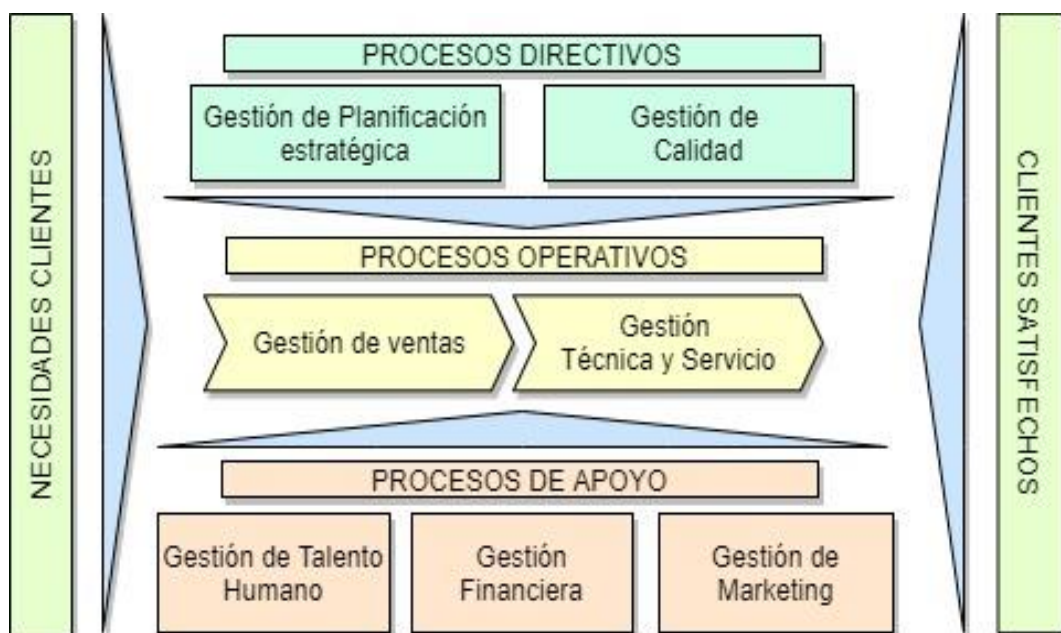 NECESIDADES CLIENTES
PROCESOS DIRECTIVOS
Gestión de Planificación
estratégica
Gestión de
Calidad
PROCESOS OPERATIVOS
Gestión de ventas
Gestión
Técnica y Servicio
PROCESOS DE APOYO
Gestión de Talento
Humano
Gestión
Financiera
Gestión de
Marketing
CLIENTES SATISFECHOS